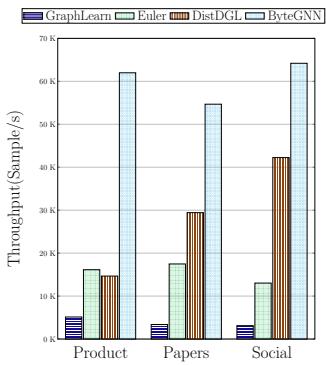 GraphLearn Euler DistDGL ByteGNN
70 K
60 K
50 K
40 K
30 K
20 K
10 K
0 K
Throughput(Sample/s)
Product Papers Social